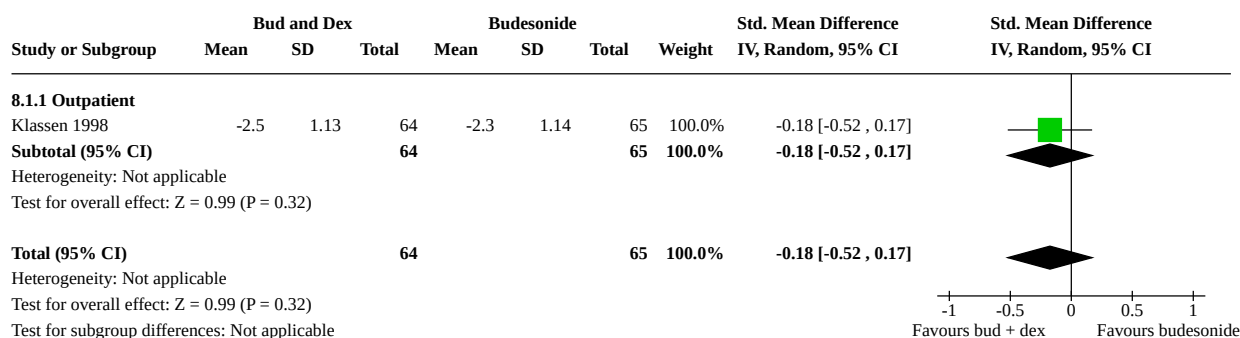 Bud and Dex Budesonide Std. Mean Difference Std. Mean Difference
Study or Subgroup Mean SD Total Mean SD Total Weight IV, Random, 95% CI IV, Random, 95% CI
8.1.1 Outpatient
Klassen 1998 -2.5 1.13 64 -2.3 1.14 65 100.0% -0.18 [-0.52 , 0.17]
Subtotal (95% CI) 64 65 100.0% -0.18 [-0.52 , 0.17]
Heterogeneity: Not applicable
Test for overall effect: Z = 0.99 (P = 0.32)
Total (95% CI) 64 65 100.0% -0.18 [-0.52 , 0.17]
Heterogeneity: Not applicable
Test for overall effect: Z = 0.99 (P = 0.32)
-1 -0.5 0 0.5 1
Test for subgroup differences: Not applicable Favours bud + dex Favours budesonide